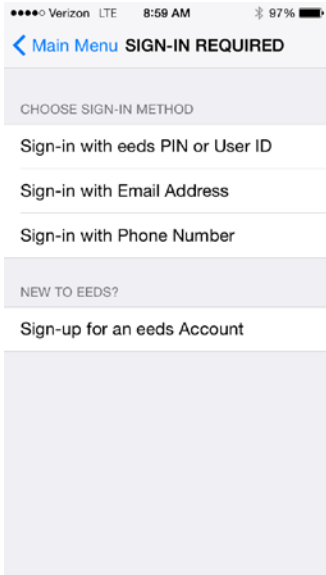 Verizon LTE 8:59 AM 97%
Main Menu SIGN-IN REQUIRED
CHOOSE SIGN-IN METHOD
Sign-in with eeds PIN or User ID
Sign-in with Email Address
Sign-in with Phone Number
NEW TO EEDS?
Sign-up for an eeds Account